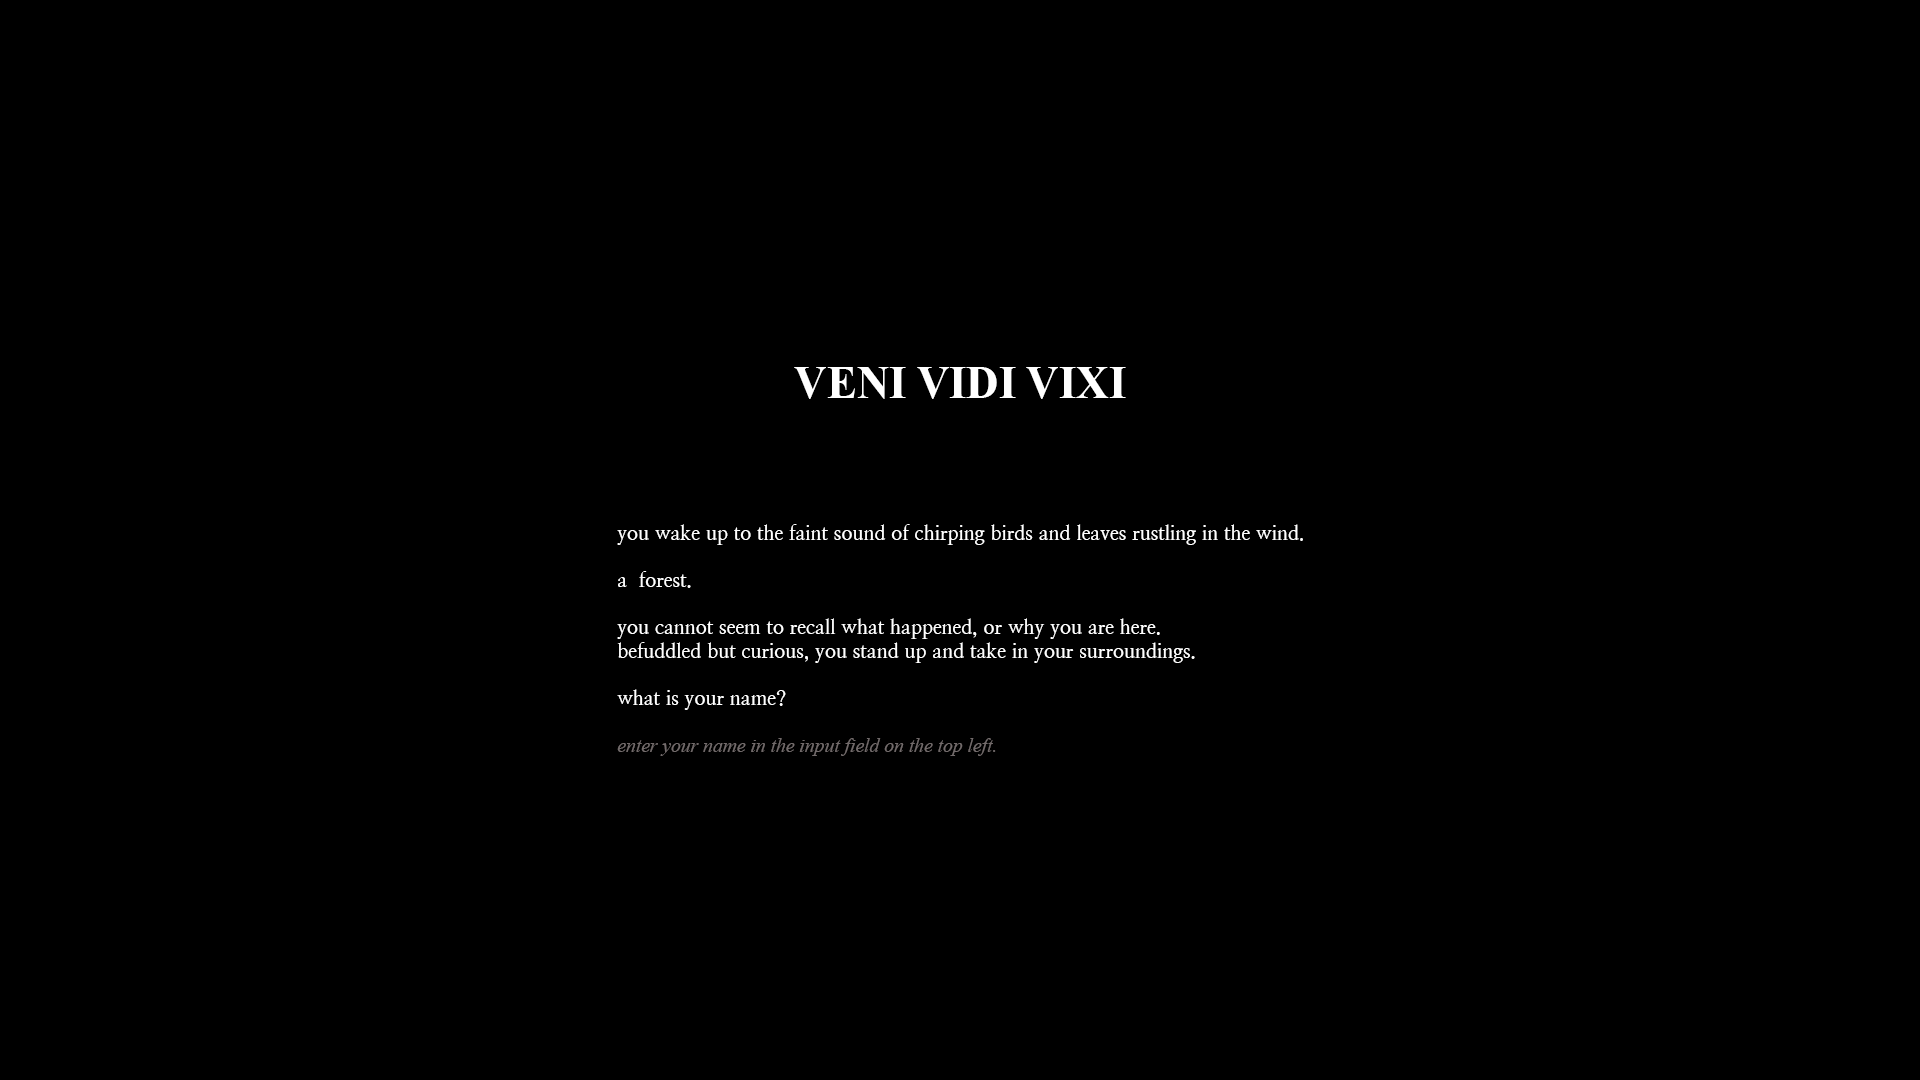 VENI VIDI VIXI
you wake up to the faint sound of chirping birds and leaves rustling in the wind.
a  forest.
you cannot seem to recall what happened, or why you are here.
befuddled but curious, you stand up and take in your surroundings.
what is your name?
enter your name in the input field on the top left.